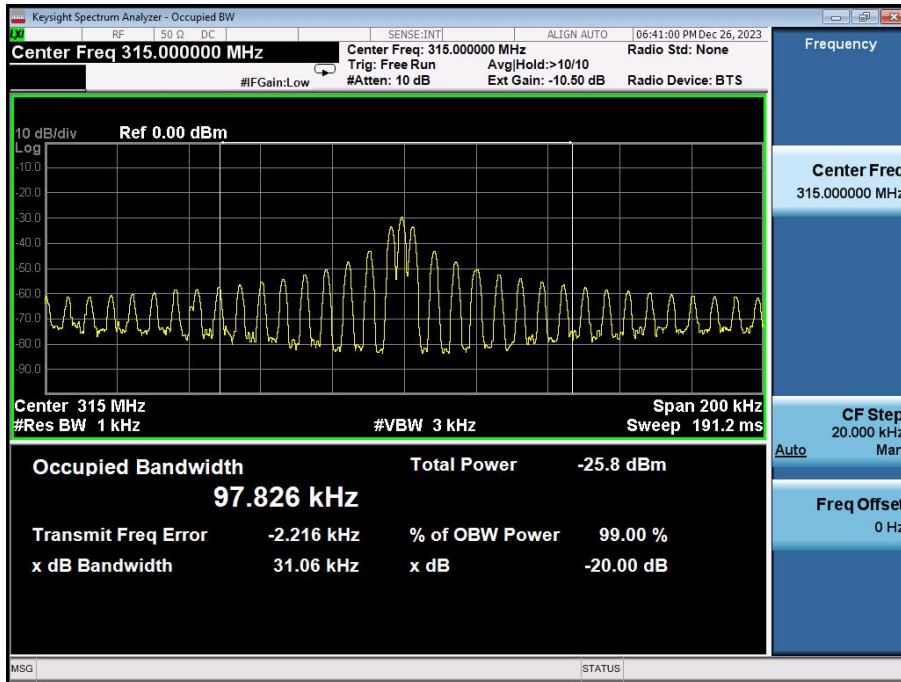 Keysight Spectrum Analyzer - Occupied BW
LXI RF 50 Ω DC SENSE:INT ALIGN AUTO 06:41:00 PM Dec 26, 2023
Center Freq 315.000000 MHz
Center Freq: 315.000000 MHz Radio Std: None
Trig: Free Run Avg|Hold:>10/10
#IFGain:Low #Atten: 10 dB Ext Gain: -10.50 dB Radio Device: BTS
10 dB/div Ref 0.00 dBm
Log
-10.0
-20.0
-30.0
-40.0
-50.0
-60.0
-70.0
-80.0
-90.0
Center 315 MHz Span 200 kHz
#Res BW 1 kHz #VBW 3 kHz Sweep 191.2 ms
Occupied Bandwidth Total Power -25.8 dBm
97.826 kHz
Transmit Freq Error -2.216 kHz % of OBW Power 99.00 %
x dB Bandwidth 31.06 kHz x dB -20.00 dB
MSG STATUS
Frequency
Center Freq
315.000000 MHz
CF Step
20.000 kHz
Auto Man
Freq Offset
0 Hz